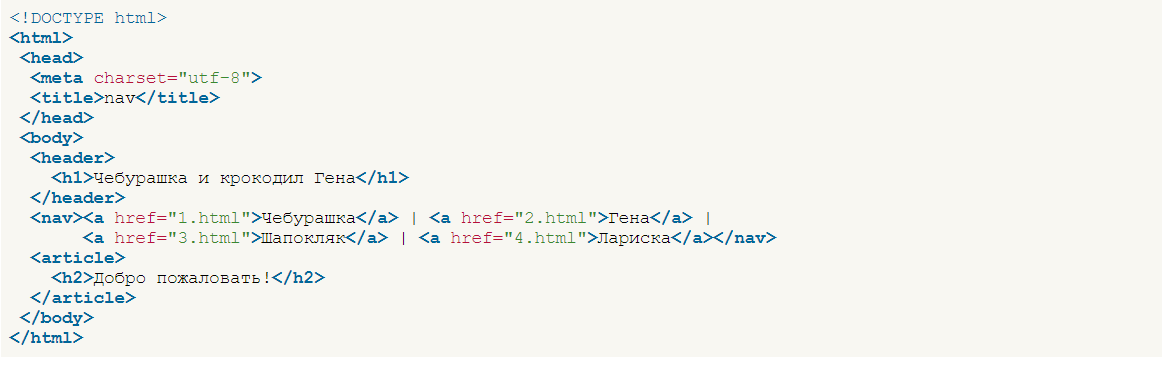 <!DOCTYPE html>
<html>
 <head>
  <meta charset="utf-8">
  <title>nav</title>
 </head>
 <body>
  <header>
    <h1>Чебурашка и крокодил Гена</h1>
  </header>
  <nav><a href="1.html">Чебурашка</a> | <a href="2.html">Гена</a> |
       <a href="3.html">Шапокляк</a> | <a href="4.html">Лариска</a></nav>
  <article>
    <h2>Добро пожаловать!</h2>
  </article>
 </body>
</html>